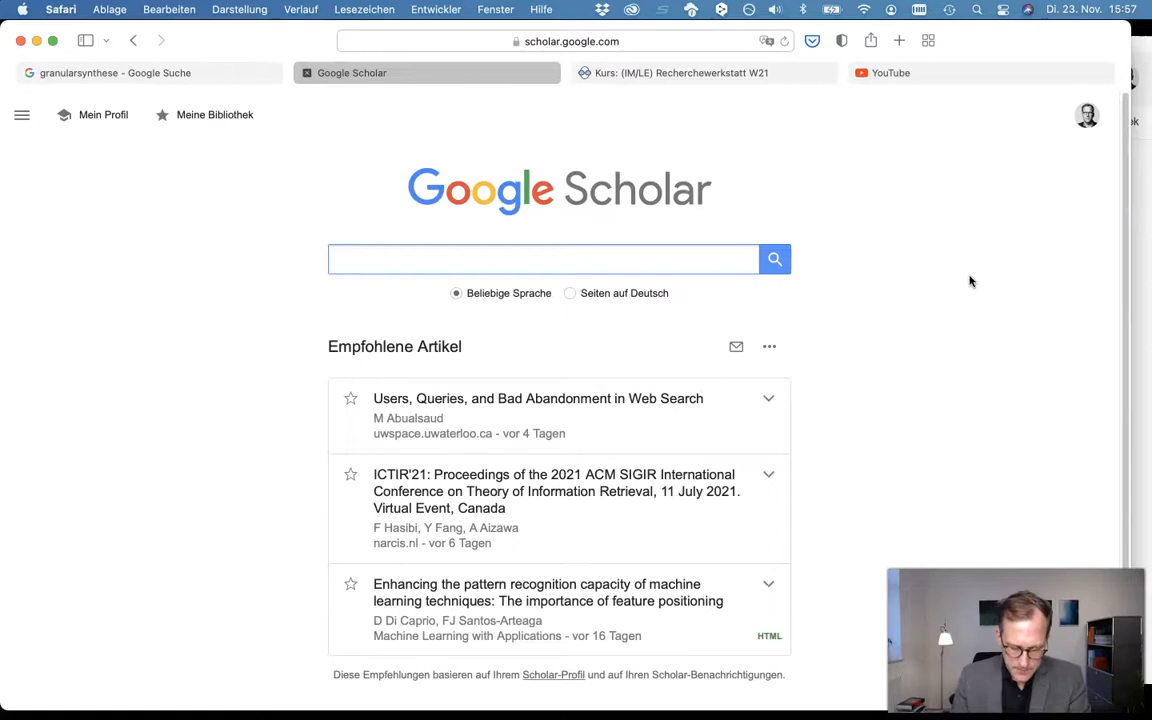 Safari Ablage Bearbeiten Darstellung Verlauf Lesezeichen Entwickler Fenster Hilfe Di. 23. Nov. 15:57
scholar.google.com
granularsynthese - Google Suche
Google Scholar
Kurs: (IM/LE) Recherchewerkstatt W21
YouTube
Mein Profil
Meine Bibliothek
Google Scholar
Beliebige Sprache
Seiten auf Deutsch
Empfohlene Artikel
Users, Queries, and Bad Abandonment in Web Search
M Abualsaud
uwspace.uwaterloo.ca - vor 4 Tagen
ICTIR'21: Proceedings of the 2021 ACM SIGIR International
Conference on Theory of Information Retrieval, 11 July 2021.
Virtual Event, Canada
F Hasibi, Y Fang, A Aizawa
narcis.nl - vor 6 Tagen
Enhancing the pattern recognition capacity of machine
learning techniques: The importance of feature positioning
D Di Caprio, FJ Santos-Arteaga
Machine Learning with Applications - vor 16 Tagen
HTML
Diese Empfehlungen basieren auf Ihrem Scholar-Profil und auf Ihren Scholar-Benachrichtigungen.